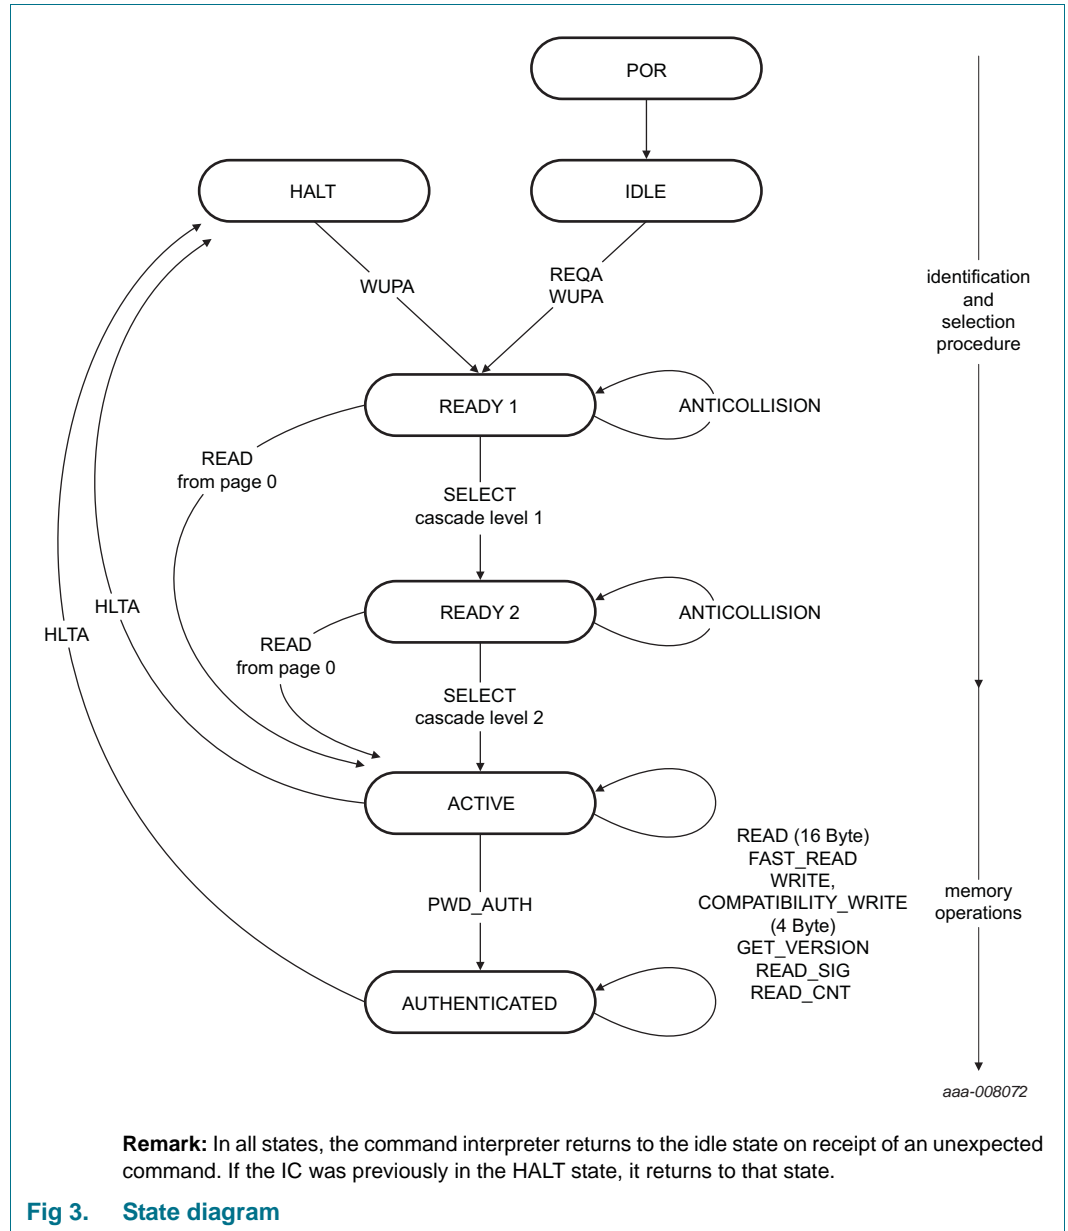 POR
HALT
IDLE
WUPA
REQA
WUPA
identification
and
selection
procedure
READY 1
ANTICOLLISION
READ
from page 0
SELECT
cascade level 1
READY 2
ANTICOLLISION
HLTA
HLTA
READ
from page 0
SELECT
cascade level 2
ACTIVE
READ (16 Byte)
FAST_READ
WRITE,
COMPATIBILITY_WRITE
(4 Byte)
GET_VERSION
READ_SIG
READ_CNT
memory
operations
PWD_AUTH
AUTHENTICATED
aaa-008072
Remark: In all states, the command interpreter returns to the idle state on receipt of an unexpected
command. If the IC was previously in the HALT state, it returns to that state.
Fig 3. State diagram